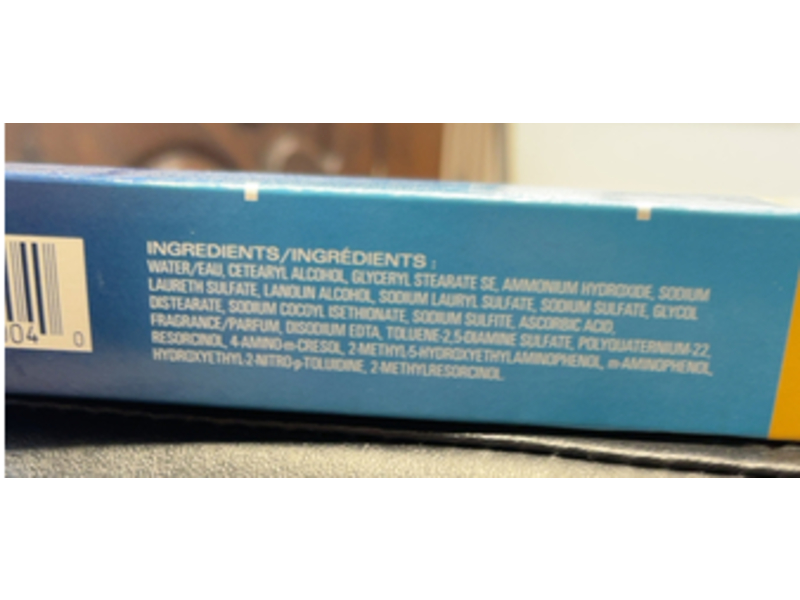 INGREDIENTS/INGRÉDIENTS :
WATER/EAU, CETEARYL ALCOHOL, GLYCERYL STEARATE SE, AMMONIUM HYDROXIDE, SODIUM
LAURETH SULFATE, LANOLIN ALCOHOL, SODIUM LAURYL SULFATE, SODIUM SULFATE, GLYCOL
DISTEARATE, SODIUM COCOYL ISETHIONATE, SODIUM SULFITE, ASCORBIC ACID,
FRAGRANCE/PARFUM, DISODIUM EDTA, TOLUENE-2,5-DIAMINE SULFATE, POLYQUATERNIUM-22,
RESORCINOL, 4-AMINO-m-CRESOL, 2-METHYL-5-HYDROXYETHYLAMINOPHENOL, m-AMINOPHENOL,
HYDROXYETHYL-2-NITRO-p-TOLUIDINE, 2-METHYLRESORCINOL.
004 0